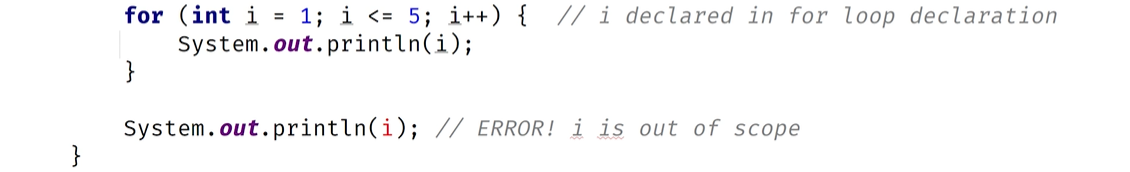 for (int i = 1; i <= 5; i++) {  // i declared in for loop declaration
    System.out.println(i);
}
System.out.println(i); // ERROR! i is out of scope
}